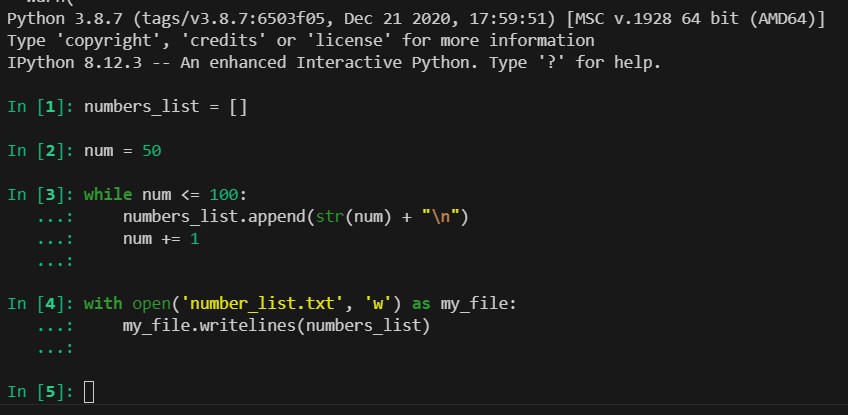 Python 3.8.7 (tags/v3.8.7:6503f05, Dec 21 2020, 17:59:51) [MSC v.1928 64 bit (AMD64)]
Type 'copyright', 'credits' or 'license' for more information
IPython 8.12.3 -- An enhanced Interactive Python. Type '?' for help.

In [1]: numbers_list = []

In [2]: num = 50

In [3]: while num <= 100:
   ...:     numbers_list.append(str(num) + "\n")
   ...:     num += 1
   ...:

In [4]: with open('number_list.txt', 'w') as my_file:
   ...:     my_file.writelines(numbers_list)
   ...:

In [5]: